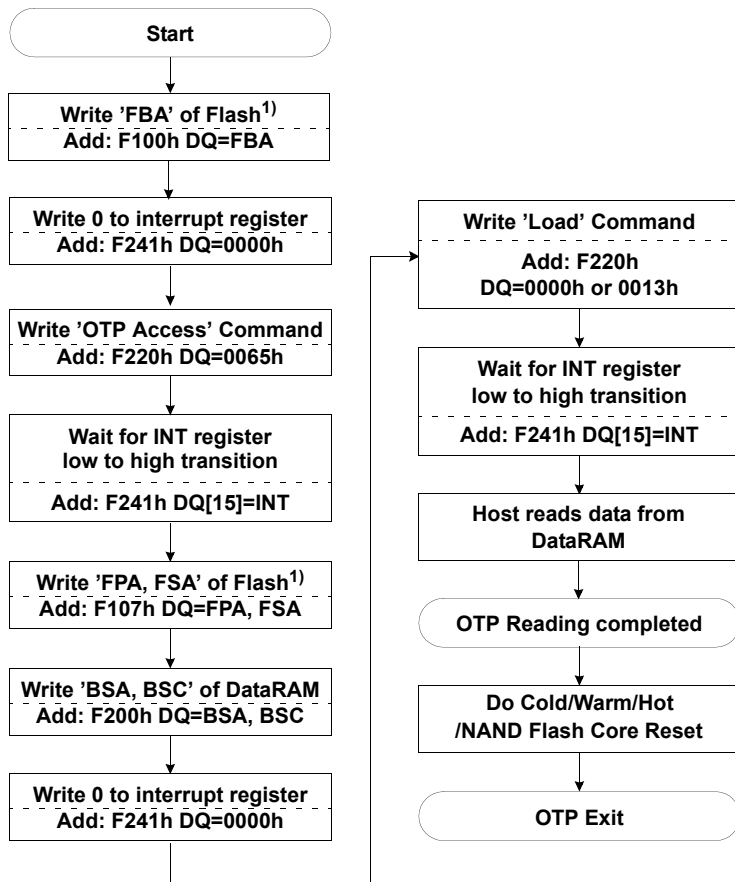 Start
Write ’FBA’ of Flash1)
Add: F100h DQ=FBA
Write 0 to interrupt register
Add: F241h DQ=0000h
Write ’OTP Access’ Command
Add: F220h DQ=0065h
Wait for INT register
low to high transition
Add: F241h DQ[15]=INT
Write ’FPA, FSA’ of Flash1)
Add: F107h DQ=FPA, FSA
Write ’BSA, BSC’ of DataRAM
Add: F200h DQ=BSA, BSC
Write 0 to interrupt register
Add: F241h DQ=0000h
Write ’Load’ Command
Add: F220h
DQ=0000h or 0013h
Wait for INT register
low to high transition
Add: F241h DQ[15]=INT
Host reads data from
DataRAM
OTP Reading completed
Do Cold/Warm/Hot
/NAND Flash Core Reset
OTP Exit